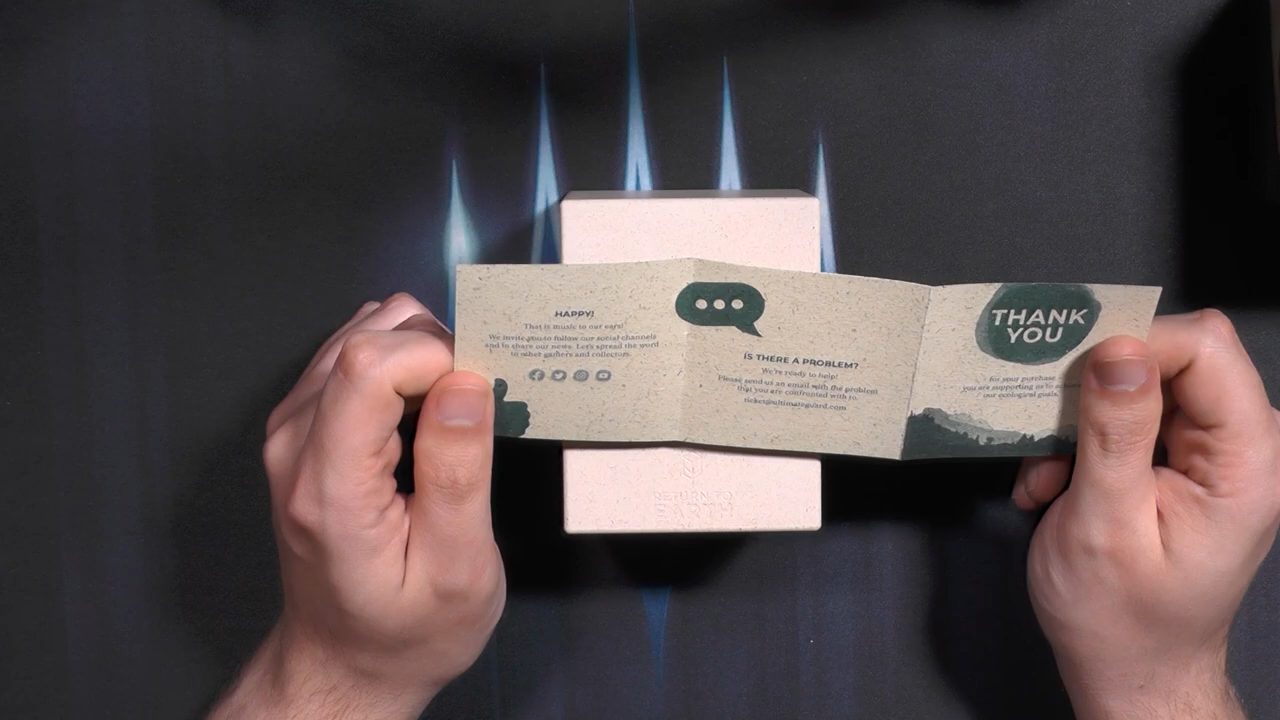 HAPPY!
That is music to our ears!
We invite you to follow our social channels
and to share our news. Let's spread the word
to other gamers and collectors.
IS THERE A PROBLEM?
We're ready to help!
Please send us an email with the problem
that you are confronted with to.
ticket@ultimateguard.com
THANK
YOU
- for your purchase -
you are supporting us to
our ecological goals.
RETURN TO
EARTH